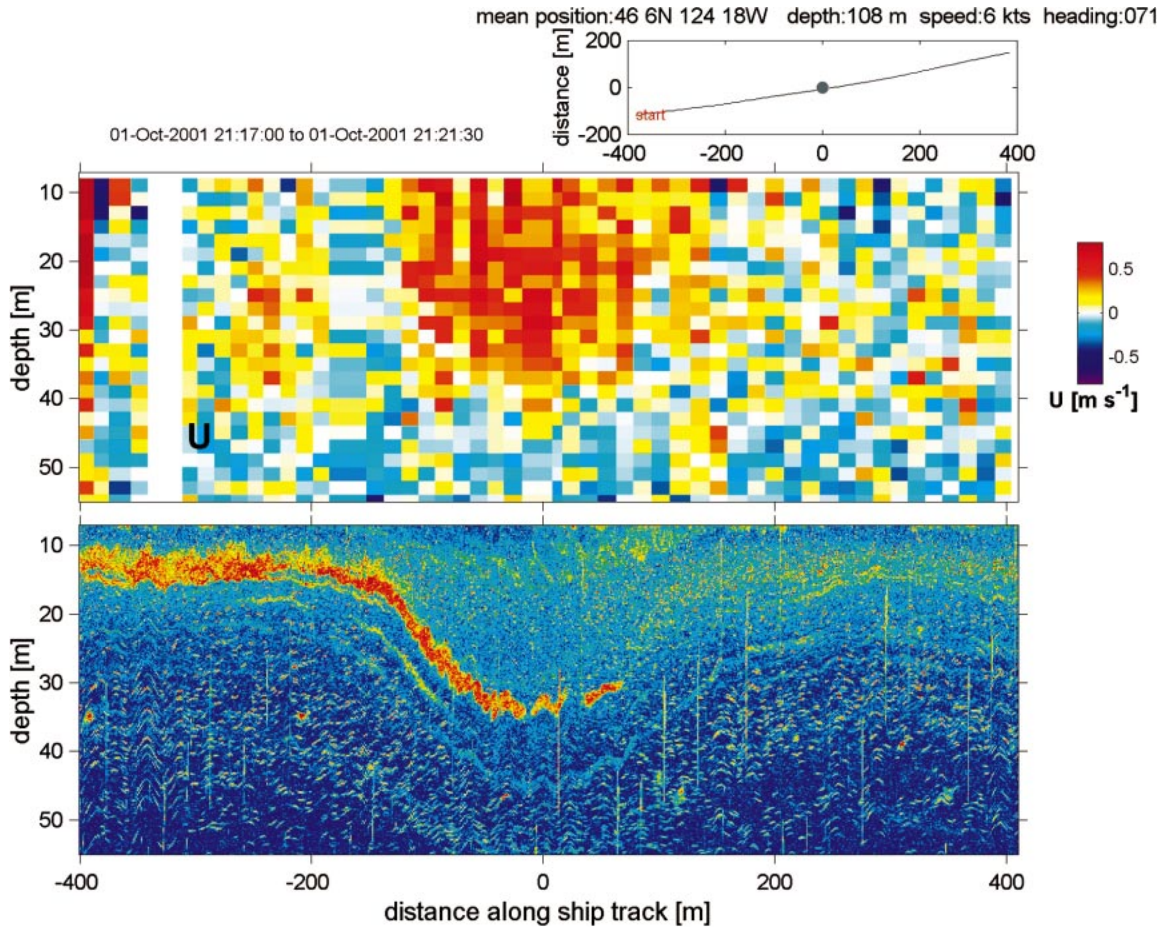 mean position:46 6N 124 18W depth:108 m speed:6 kts heading:071
200
0
-200
distance [m]
start
-400 -200 0 200 400
01-Oct-2001 21:17:00 to 01-Oct-2001 21:21:30
10
20
30
40
50
depth [m]
U
0.5
0
-0.5
U [m s⁻¹]
10
20
30
40
50
depth [m]
-400 -200 0 200 400
distance along ship track [m]